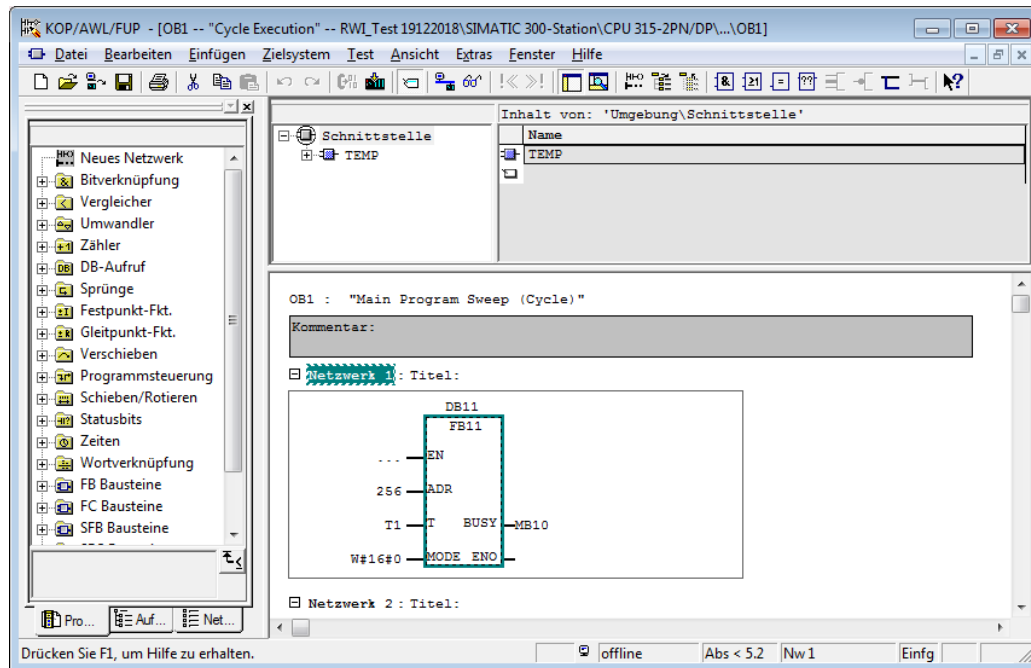 KOP/AWL/FUP - [OB1 -- "Cycle Execution" -- RWI_Test 19122018\SIMATIC 300-Station\CPU 315-2PN/DP\...\OB1]
Datei Bearbeiten Einfügen Zielsystem Test Ansicht Extras Fenster Hilfe
Neues Netzwerk
Bitverknüpfung
Vergleicher
Umwandler
Zähler
DB-Aufruf
Sprünge
Festpunkt-Fkt.
Gleitpunkt-Fkt.
Verschieben
Programmsteuerung
Schieben/Rotieren
Statusbits
Zeiten
Wortverknüpfung
FB Bausteine
FC Bausteine
SFB Bausteine
Pro... Auf... Net...
Schnittstelle
TEMP
Inhalt von: 'Umgebung\Schnittstelle'
Name
TEMP
OB1 : "Main Program Sweep (Cycle)"
Kommentar:
Netzwerk 1: Titel:
DB11
FB11
... EN
256 ADR
T1 T BUSY MB10
W#16#0 MODE ENO
Netzwerk 2 : Titel:
Drücken Sie F1, um Hilfe zu erhalten. offline Abs < 5.2 Nw 1 Einfg